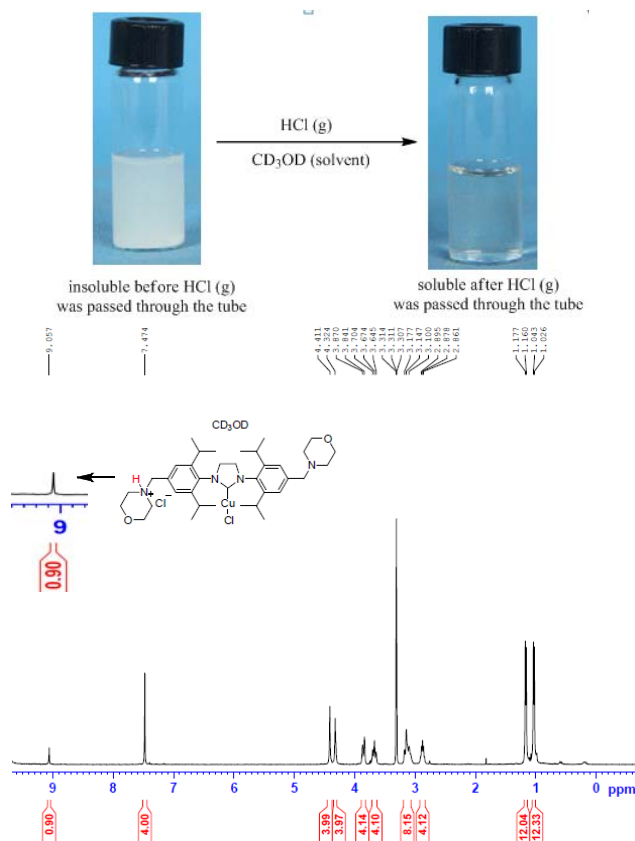 HCl (g)
CD3OD (solvent)
insoluble before HCl (g)
was passed through the tube
soluble after HCl (g)
was passed through the tube
9.057
7.474
4.411
4.324
3.870
3.841
3.704
3.674
3.645
3.314
3.311
3.307
3.177
3.147
3.100
2.895
2.878
2.861
1.177
1.160
1.043
1.026
CD3OD
O
N
H
N+
Cl−
O
N
N
Cu
Cl
9
0.90
9 8 7 6 5 4 3 2 1 0 ppm
0.90
4.00
3.99
3.97
4.14
4.10
8.15
4.12
12.04
12.33